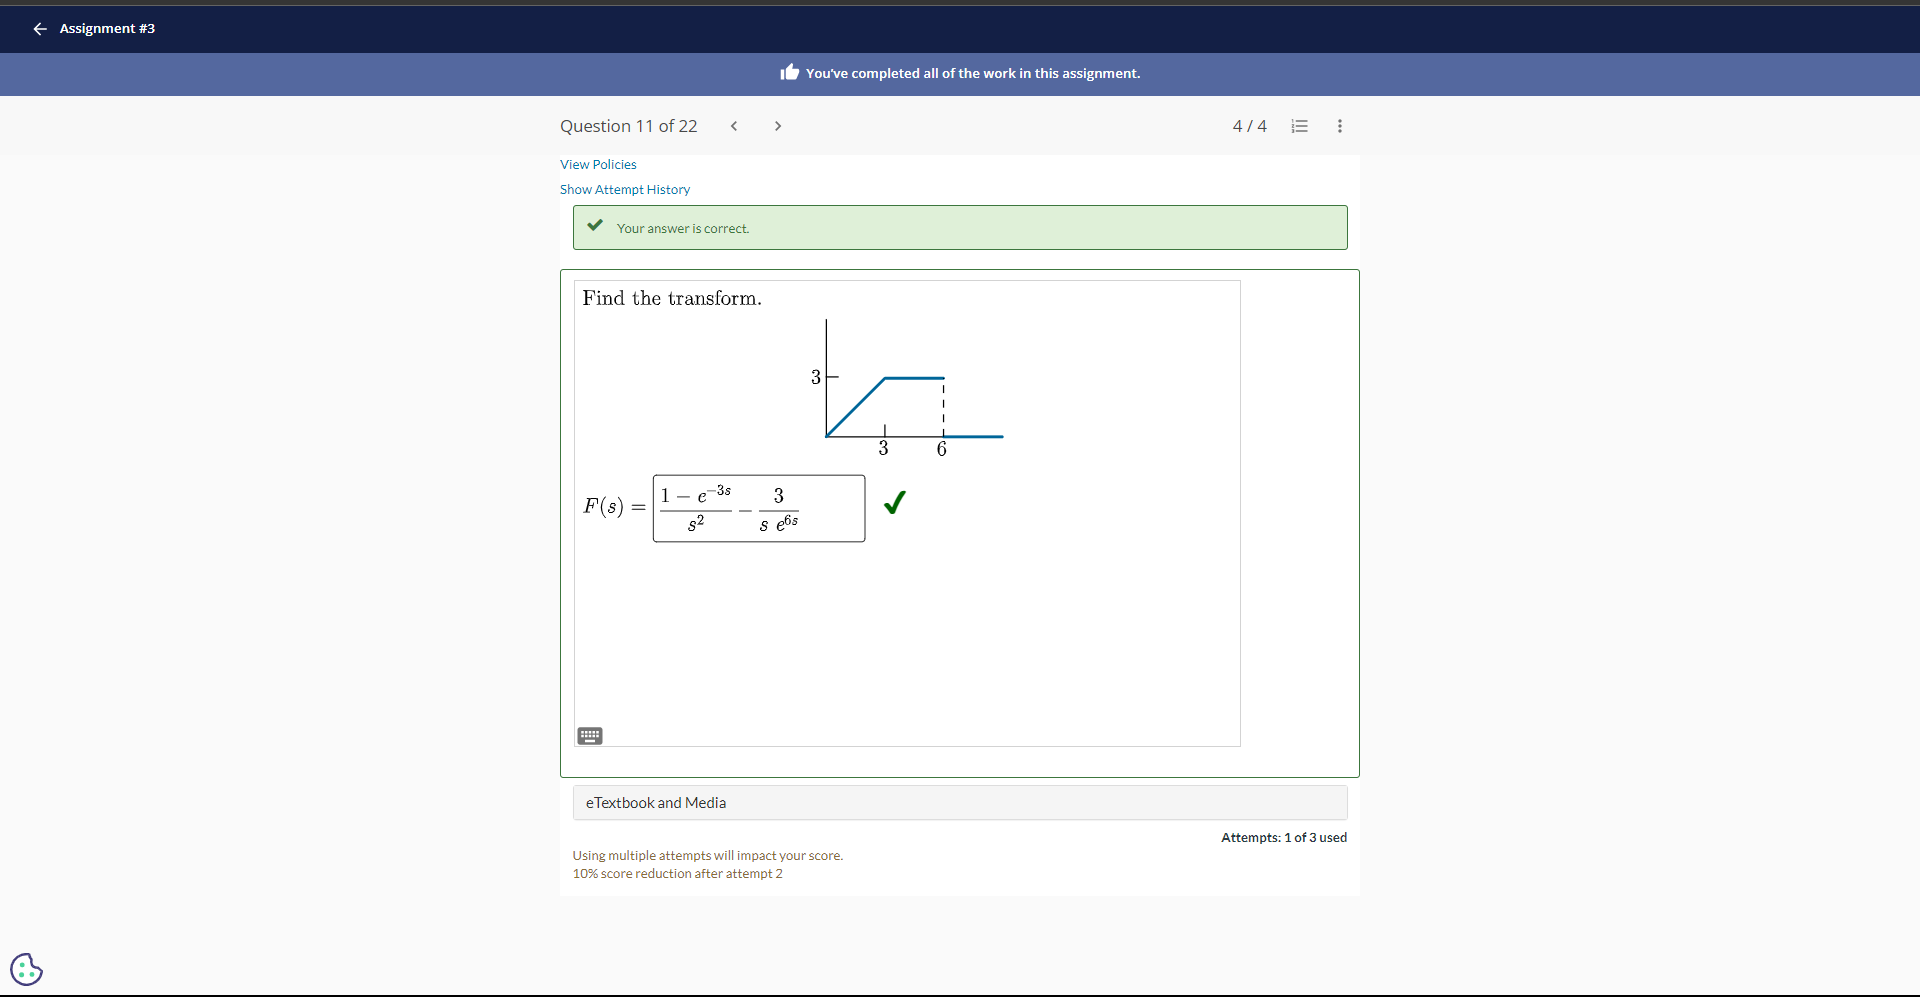 Assignment #3
You've completed all of the work in this assignment.
Question 11 of 22
4 / 4
View Policies
Show Attempt History
Your answer is correct.
Find the transform.
3
3 6
F(s) = \frac{1 - e^{-3s}}{s^2} - \frac{3}{s e^{6s}}
eTextbook and Media
Attempts: 1 of 3 used
Using multiple attempts will impact your score.
10% score reduction after attempt 2